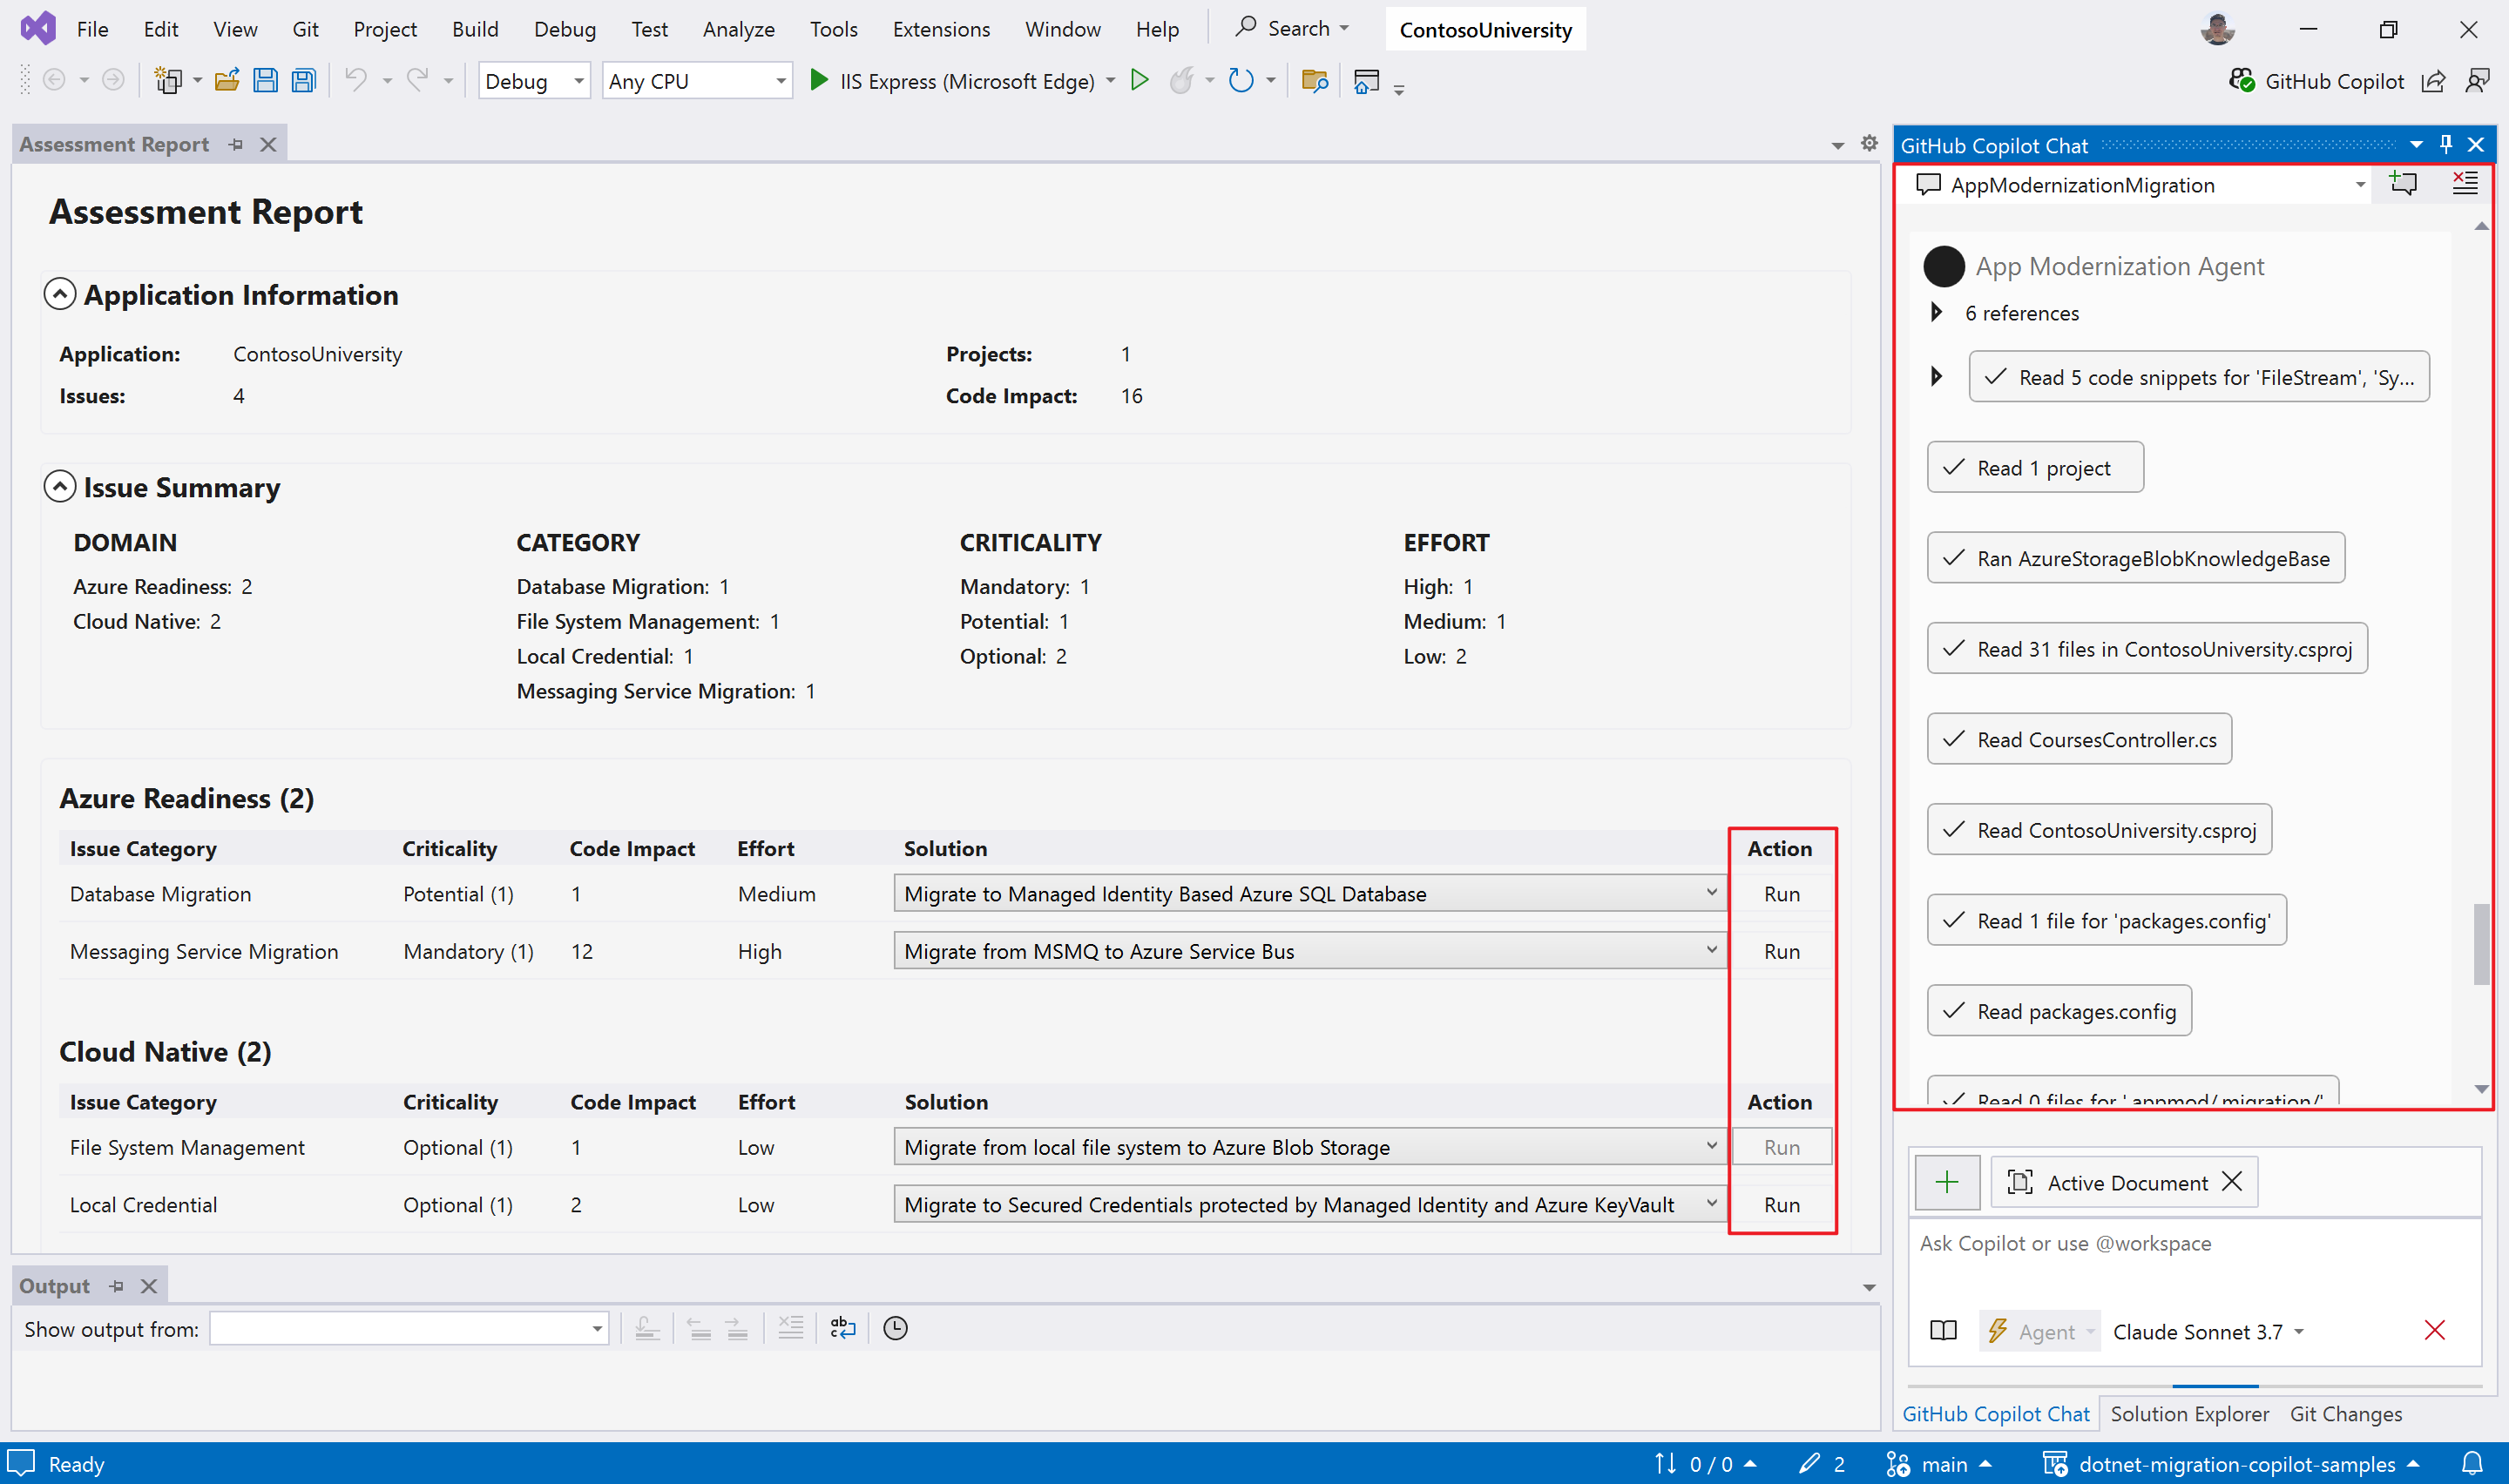 File Edit View Git Project Build Debug Test Analyze Tools Extensions Window Help Search ContosoUniversity
Debug Any CPU IIS Express (Microsoft Edge) GitHub Copilot
Assessment Report
Assessment Report
Application Information
Application: ContosoUniversity Projects: 1
Issues: 4 Code Impact: 16
Issue Summary
DOMAIN CATEGORY CRITICALITY EFFORT
Azure Readiness: 2 Database Migration: 1 Mandatory: 1 High: 1
Cloud Native: 2 File System Management: 1 Potential: 1 Medium: 1
Local Credential: 1 Optional: 2 Low: 2
Messaging Service Migration: 1
Azure Readiness (2)
Issue Category Criticality Code Impact Effort Solution Action
Database Migration Potential (1) 1 Medium Migrate to Managed Identity Based Azure SQL Database Run
Messaging Service Migration Mandatory (1) 12 High Migrate from MSMQ to Azure Service Bus Run
Cloud Native (2)
Issue Category Criticality Code Impact Effort Solution Action
File System Management Optional (1) 1 Low Migrate from local file system to Azure Blob Storage Run
Local Credential Optional (1) 2 Low Migrate to Secured Credentials protected by Managed Identity and Azure KeyVault Run
Output
Show output from:
GitHub Copilot Chat
AppModernizationMigration
App Modernization Agent
6 references
Read 5 code snippets for 'FileStream', 'Sy...
Read 1 project
Ran AzureStorageBlobKnowledgeBase
Read 31 files in ContosoUniversity.csproj
Read CoursesController.cs
Read ContosoUniversity.csproj
Read 1 file for 'packages.config'
Read packages.config
Read 0 files for '.appmod/.migration/'
Active Document
Ask Copilot or use @workspace
Agent Claude Sonnet 3.7
GitHub Copilot Chat Solution Explorer Git Changes
Ready 0 / 0 2 main dotnet-migration-copilot-samples